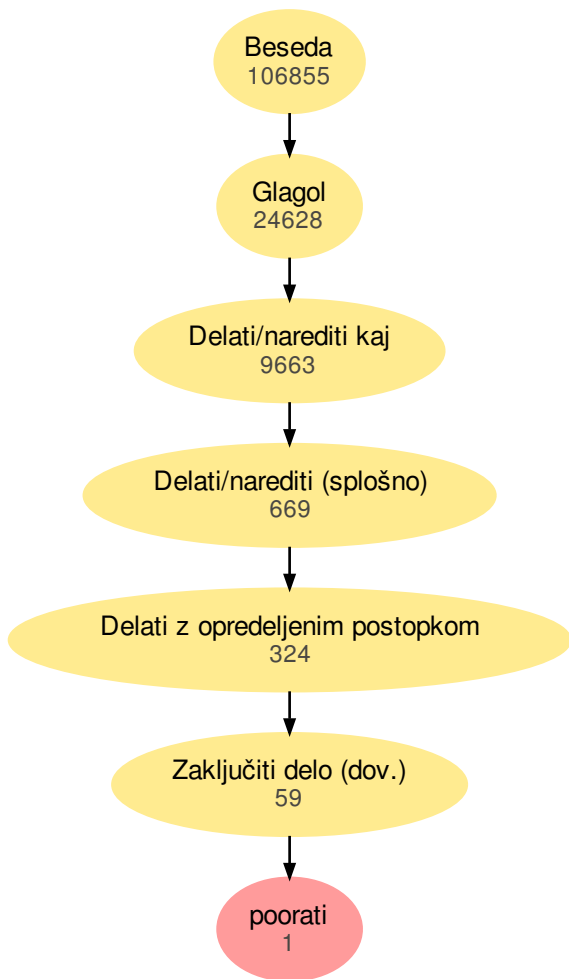 Beseda
106855
Glagol
24628
Delati/narediti kaj
9663
Delati/narediti (splošno)
669
Delati z opredeljenim postopkom
324
Zaključiti delo (dov.)
59
poorati
1